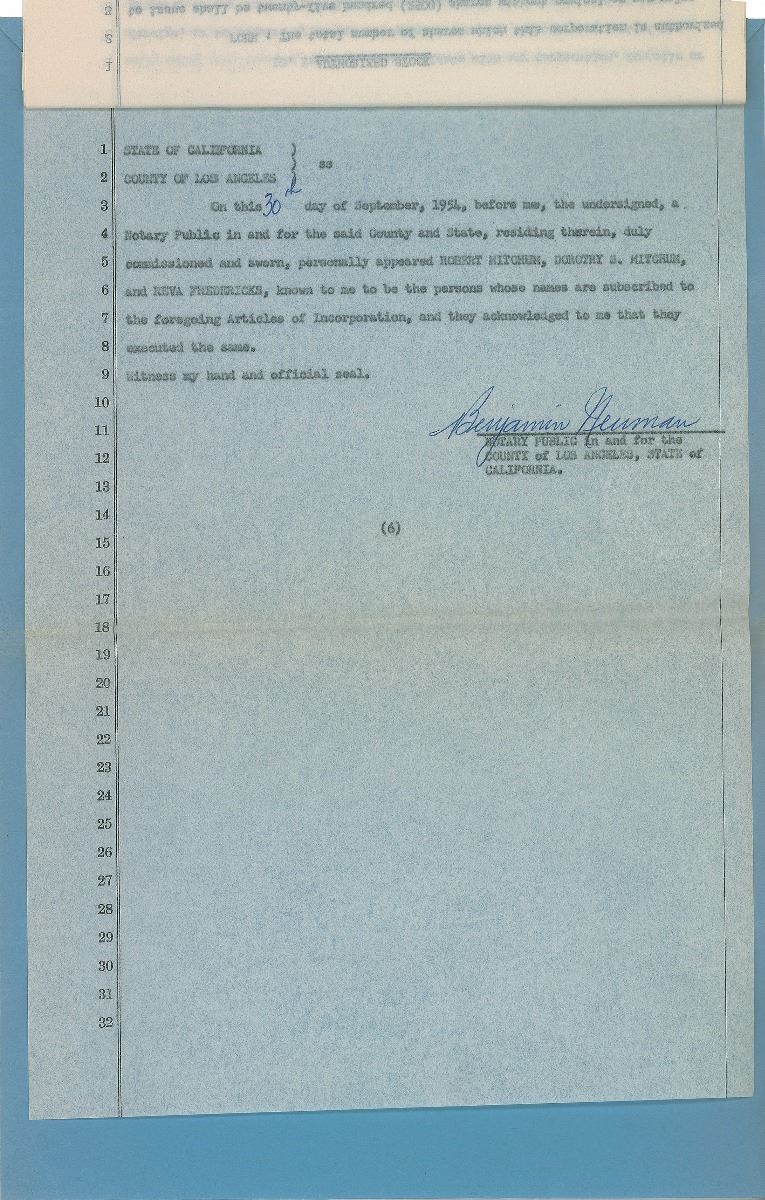 AUTHORIZED STOCK
1 STATE OF CALIFORNIA )
) ss
2 COUNTY OF LOS ANGELES )
3 On this 30th day of September, 1954, before me, the undersigned, a
4 Notary Public in and for the said County and State, residing therein, duly
5 commissioned and sworn, personally appeared ROBERT MITCHUM, DOROTHY S. MITCHUM,
6 and REVA FREDERICKS, known to me to be the persons whose names are subscribed to
7 the foregoing Articles of Incorporation, and they acknowledged to me that they
8 executed the same.
9 Witness my hand and official seal.
10
Benjamin Neuman
11 NOTARY PUBLIC in and for the
12 COUNTY of LOS ANGELES, STATE of
CALIFORNIA.
13
14 (6)
15
16
17
18
19
20
21
22
23
24
25
26
27
28
29
30
31
32